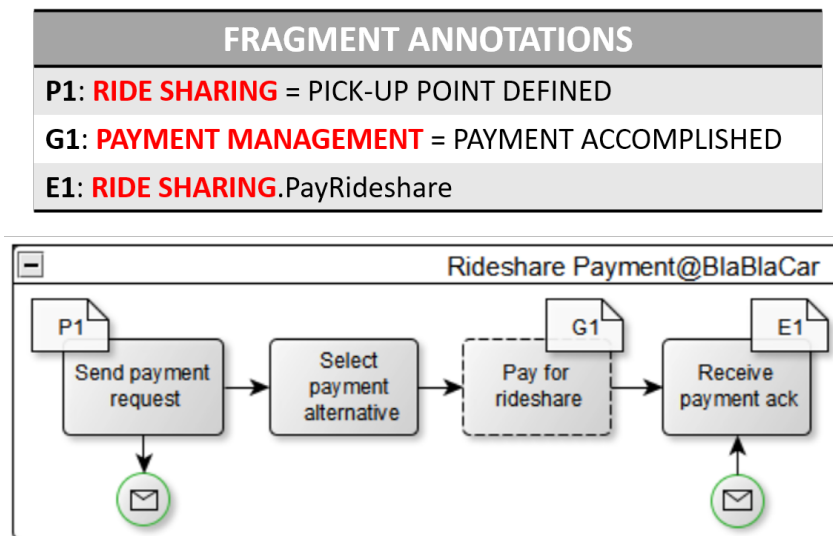 FRAGMENT ANNOTATIONS
P1: RIDE SHARING = PICK-UP POINT DEFINED
G1: PAYMENT MANAGEMENT = PAYMENT ACCOMPLISHED
E1: RIDE SHARING.PayRideshare
Rideshare Payment@BlaBlaCar
P1
Send payment
request
Select
payment
alternative
G1
Pay for
rideshare
E1
Receive
payment ack